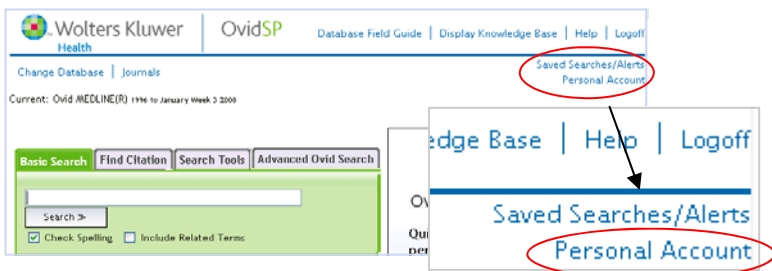 Wolters Kluwer OvidSP Database Field Guide | Display Knowledge Base | Help | Logoff
Health
Saved Searches/Alerts
Change Database | Journals Personal Account
Current: Ovid MEDLINE(R) 1996 to January Week 3 2008
Basic Search Find Citation Search Tools Advanced Ovid Search
Search >
Check Spelling Include Related Terms
Ov
Qui
per
edge Base | Help | Logoff
Saved Searches/Alerts
Personal Account